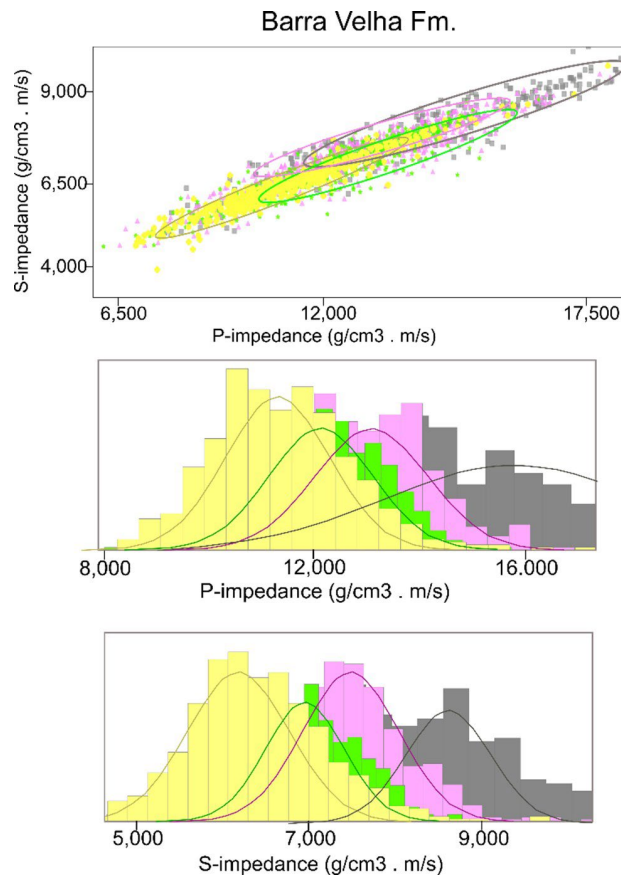 Barra Velha Fm.
S-impedance (g/cm3 . m/s)
9,000
6,500
4,000
6,500 12,000 17,500
P-impedance (g/cm3 . m/s)
8,000 12,000 16.000
P-impedance (g/cm3 . m/s)
5,000 7,000 9,000
S-impedance (g/cm3 . m/s)